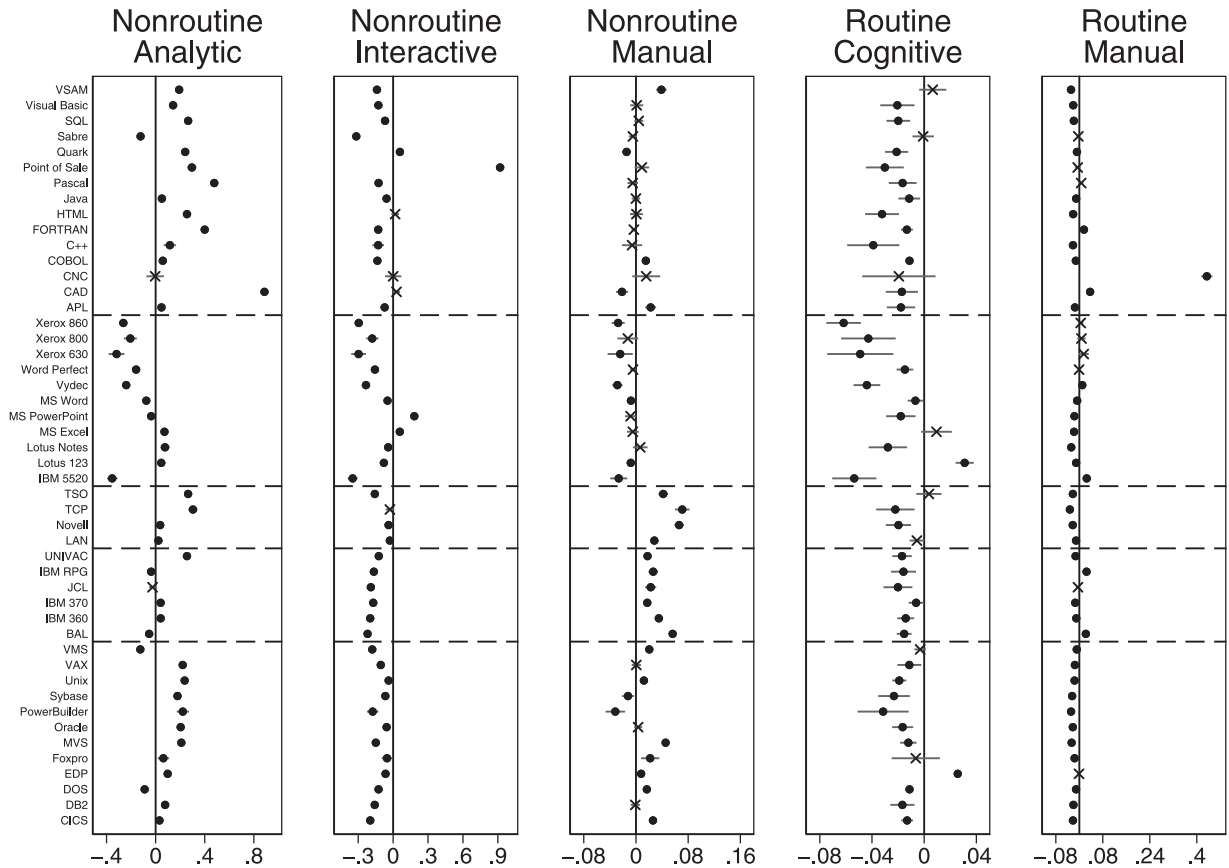 Nonroutine Analytic
Nonroutine Interactive
Nonroutine Manual
Routine Cognitive
Routine Manual
VSAM
Visual Basic
SQL
Sabre
Quark
Point of Sale
Pascal
Java
HTML
FORTRAN
C++
COBOL
CNC
CAD
APL
Xerox 860
Xerox 800
Xerox 630
Word Perfect
Vydec
MS Word
MS PowerPoint
MS Excel
Lotus Notes
Lotus 123
IBM 5520
TSO
TCP
Novell
LAN
UNIVAC
IBM RPG
JCL
IBM 370
IBM 360
BAL
VMS
VAX
Unix
Sybase
PowerBuilder
Oracle
MVS
Foxpro
EDP
DOS
DB2
CICS
-.4 0 .4 .8
-.3 0 .3 .6 .9
-.08 0 .08 .16
-.08 -.04 0 .04
-.08 .08 .24 .4